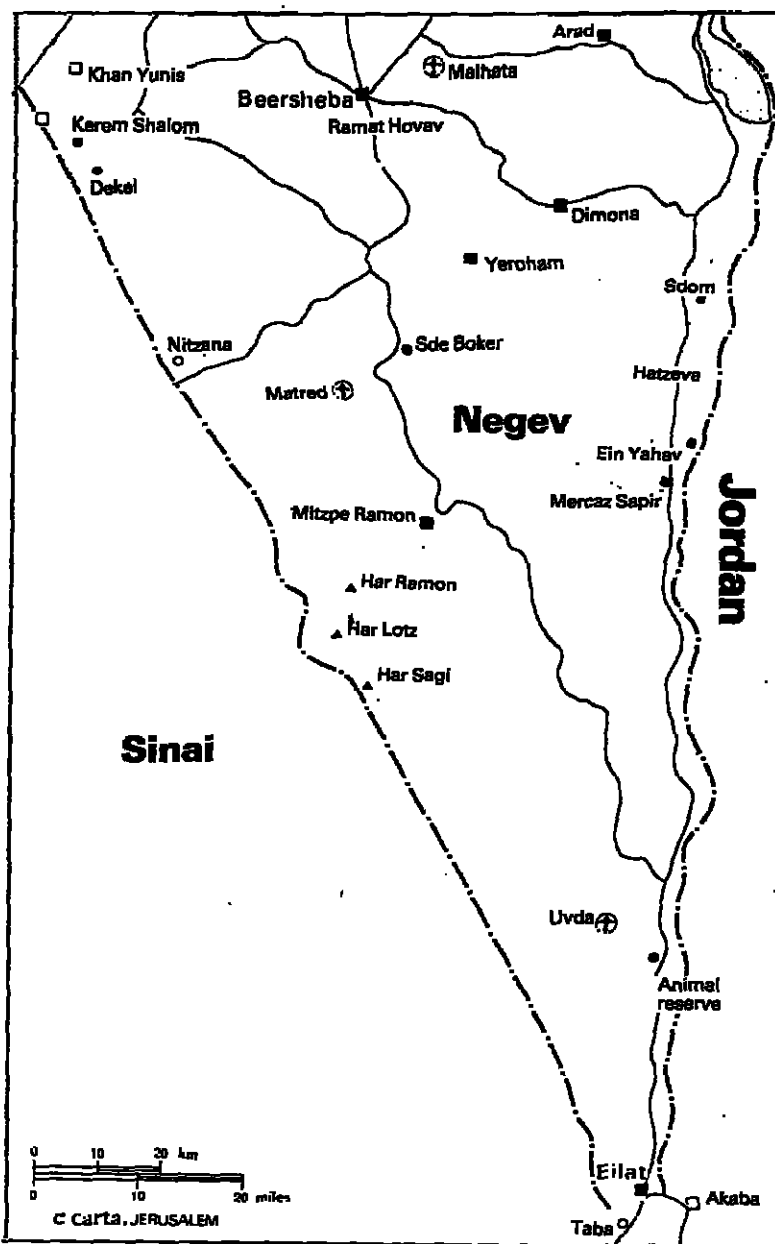 Arad
Khan Yunis
Malhata
Beersheba
Kerem Shalom
Ramat Hovav
Dekel
Dimona
Yeroham
Sdom
Nitzana
Sde Boker
Hatzeva
Matred
Negev
Ein Yahav
Mercaz Sapir
Jordan
Mitzpe Ramon
Har Ramon
Har Lotz
Har Sagi
Sinai
Uvda
Animal
reserve
0 10 20 km
0 10 20 miles
c Carta, JERUSALEM
Eilat
Akaba
Taba